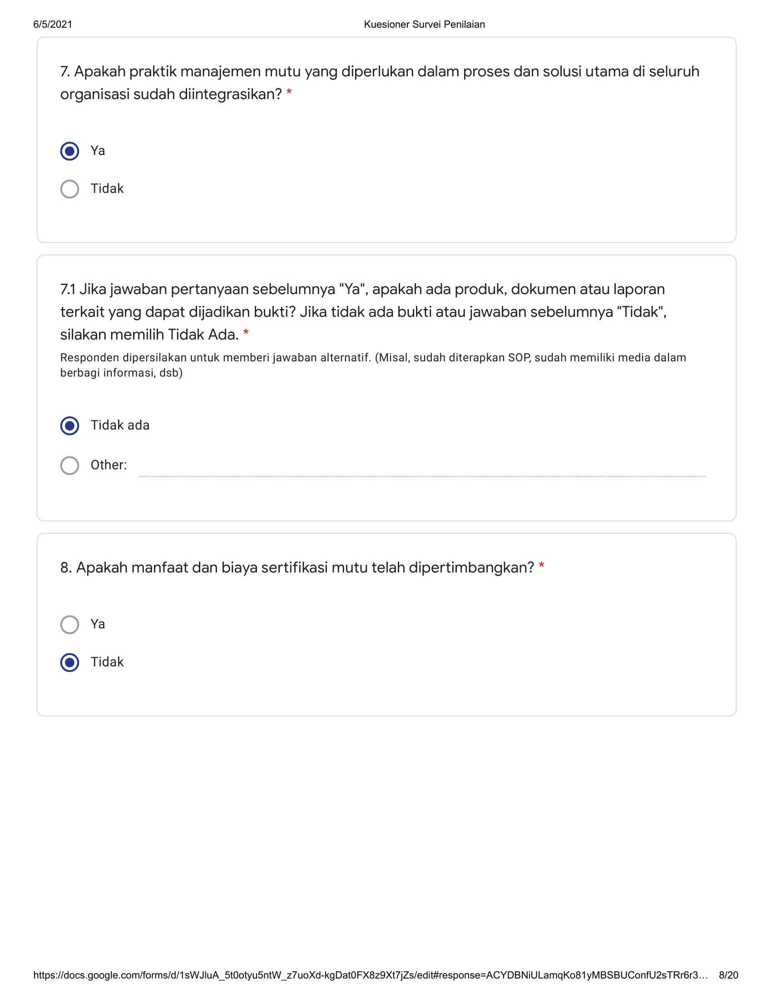 6/5/2021 Kuesioner Survei Penilaian
7. Apakah praktik manajemen mutu yang diperlukan dalam proses dan solusi utama di seluruh
organisasi sudah diintegrasikan? *
Ya
Tidak
7.1 Jika jawaban pertanyaan sebelumnya "Ya", apakah ada produk, dokumen atau laporan
terkait yang dapat dijadikan bukti? Jika tidak ada bukti atau jawaban sebelumnya "Tidak",
silakan memilih Tidak Ada. *
Responden dipersilakan untuk memberi jawaban alternatif. (Misal, sudah diterapkan SOP, sudah memiliki media dalam
berbagi informasi, dsb)
Tidak ada
Other:
8. Apakah manfaat dan biaya sertifikasi mutu telah dipertimbangkan? *
Ya
Tidak
https://docs.google.com/forms/d/1sWJluA_5t0otyu5ntW_z7uoXd-kgDat0FX8z9Xt7jZs/edit#response=ACYDBNiULamqKo81yMBSBUConfU2sTRr6r3… 8/20